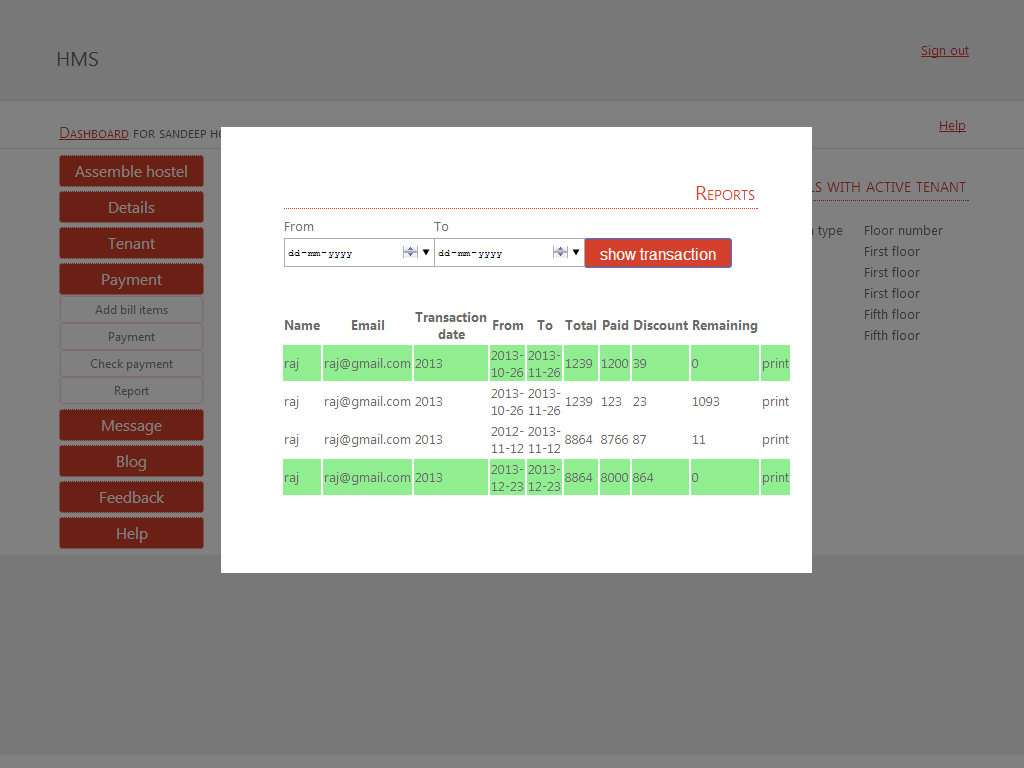 HMS
Sign out
Dashboard for sandeep ho
Help
Assemble hostel
Details
Tenant
Payment
Add bill items
Payment
Check payment
Report
Message
Blog
Feedback
Help
Reports
From To
dd-mm-yyyy dd-mm-yyyy show transaction
Name Email Transaction date From To Total Paid Discount Remaining
raj raj@gmail.com 2013 2013-10-26 2013-11-26 1239 1200 39 0 print
raj raj@gmail.com 2013 2013-10-26 2013-11-26 1239 123 23 1093 print
raj raj@gmail.com 2013 2012-11-12 2013-11-12 8864 8766 87 11 print
raj raj@gmail.com 2013 2013-12-23 2013-12-23 8864 8000 864 0 print
ls with active tenant
type Floor number
First floor
First floor
First floor
Fifth floor
Fifth floor